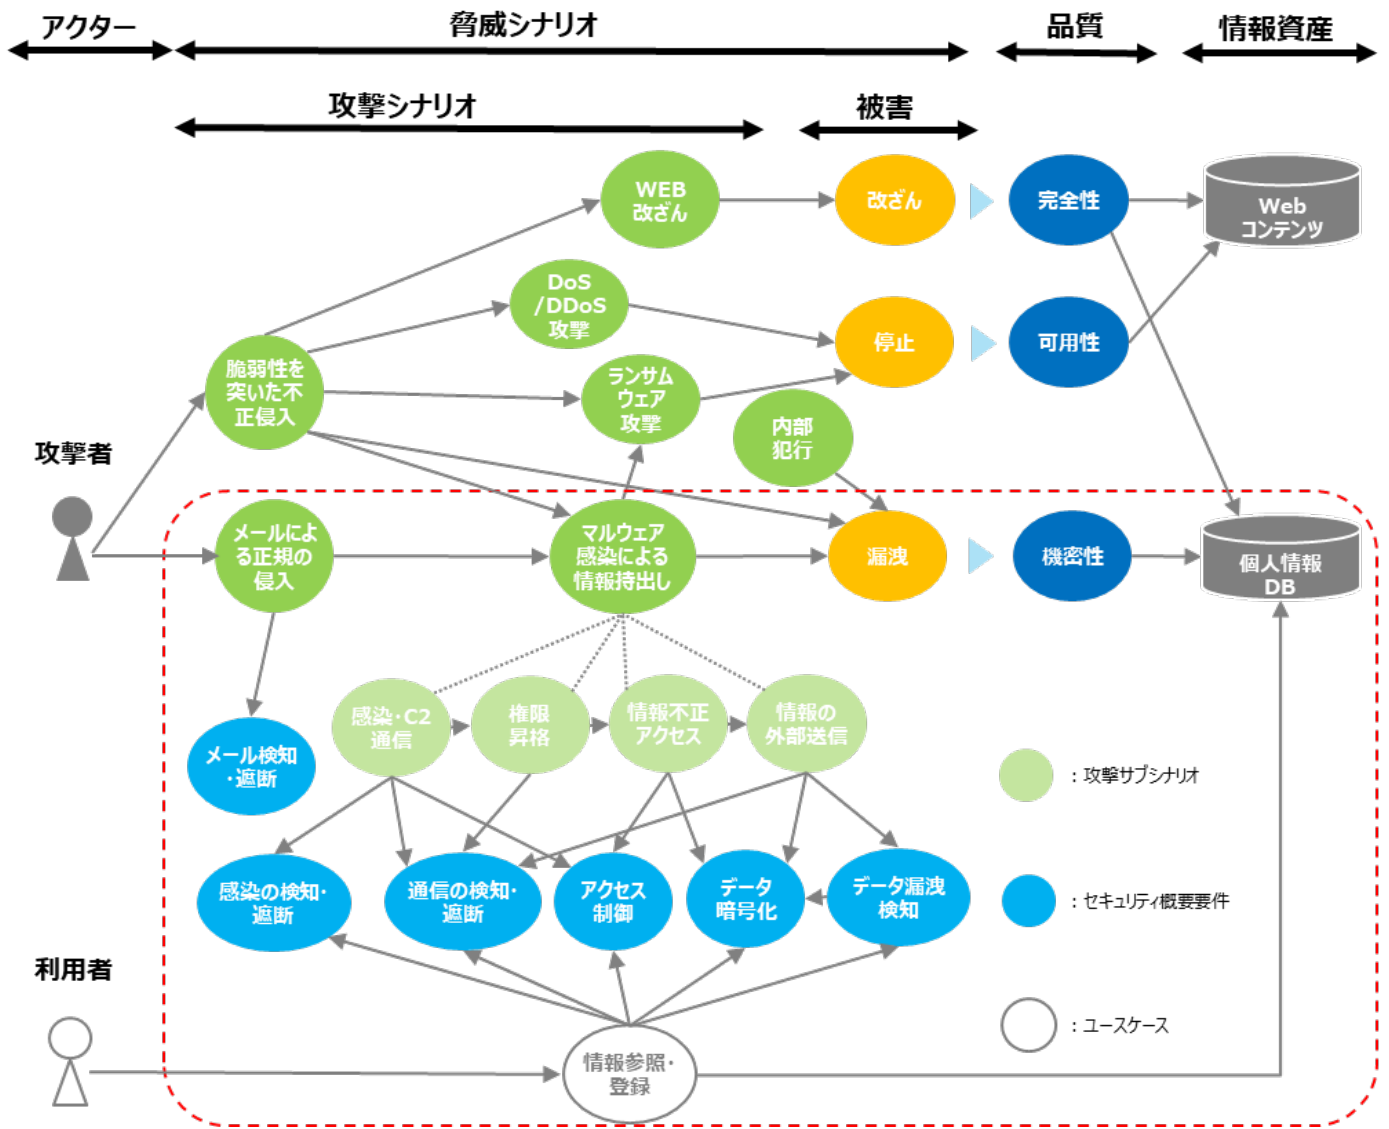 アクター
脅威シナリオ
品質
情報資産
攻撃シナリオ
被害
WEB
改ざん
改ざん
完全性
Web
コンテンツ
DoS
/DDoS
攻撃
停止
可用性
脆弱性を
突いた不
正侵入
ランサム
ウェア
攻撃
内部
犯行
攻撃者
メールによ
る正規の
侵入
マルウェア
感染による
情報持出し
漏洩
機密性
個人情報
DB
感染・C2
通信
権限
昇格
情報不正
アクセス
情報の
外部送信
メール検知
・遮断
：攻撃サブシナリオ
感染の検知・
遮断
通信の検知・
遮断
アクセス
制御
データ
暗号化
データ漏洩
検知
：セキュリティ概要要件
利用者
情報参照・
登録
：ユースケース